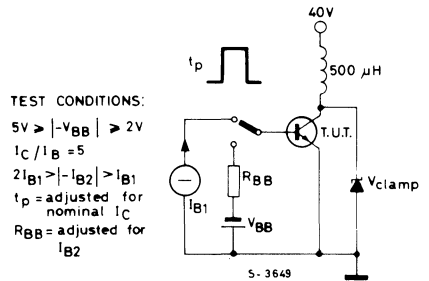 40V
tp
500 μH
TEST CONDITIONS:
5V ⩾ |-VBB| ⩾ 2V
IC/IB = 5
2IB1>|-IB2|>IB1
tp = adjusted for
nominal IC
RBB = adjusted for
IB2
T.U.T.
IB1
RBB
VBB
Vclamp
S-3649